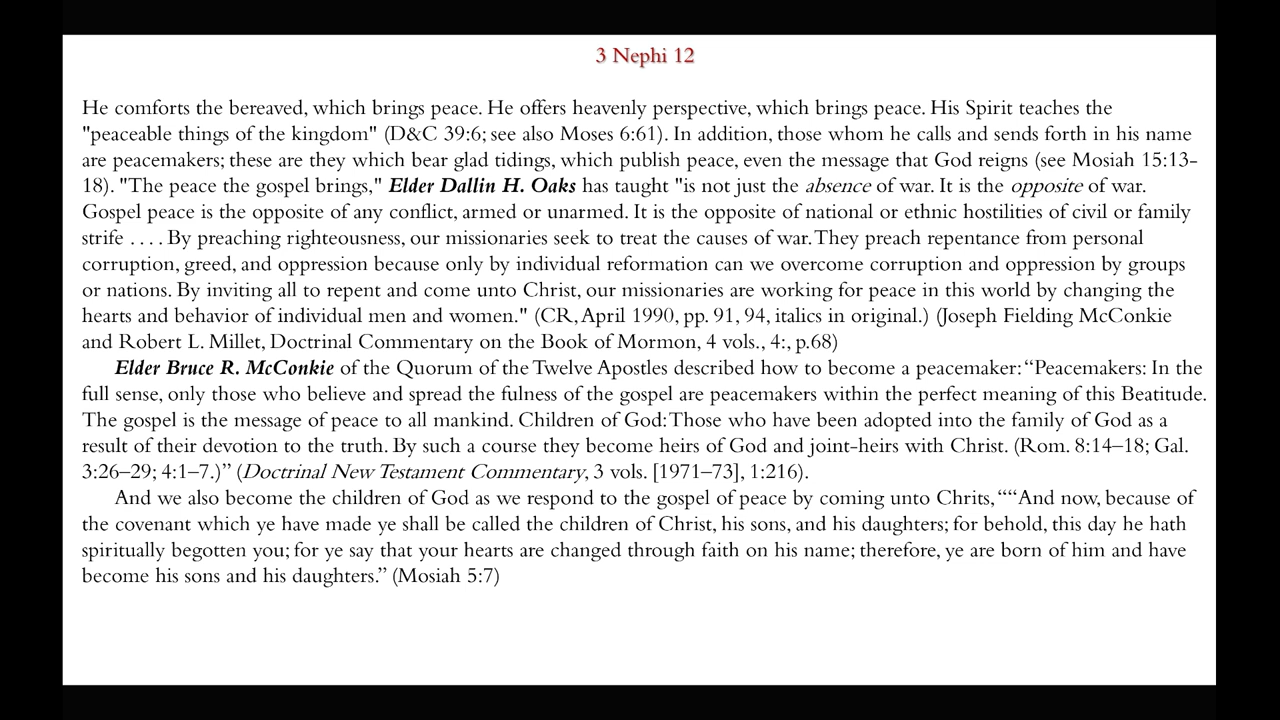 3 Nephi 12
He comforts the bereaved, which brings peace. He offers heavenly perspective, which brings peace. His Spirit teaches the
"peaceable things of the kingdom" (D&C 39:6; see also Moses 6:61). In addition, those whom he calls and sends forth in his name
are peacemakers; these are they which bear glad tidings, which publish peace, even the message that God reigns (see Mosiah 15:13-
18). "The peace the gospel brings," Elder Dallin H. Oaks has taught "is not just the absence of war. It is the opposite of war.
Gospel peace is the opposite of any conflict, armed or unarmed. It is the opposite of national or ethnic hostilities of civil or family
strife . . . . By preaching righteousness, our missionaries seek to treat the causes of war. They preach repentance from personal
corruption, greed, and oppression because only by individual reformation can we overcome corruption and oppression by groups
or nations. By inviting all to repent and come unto Christ, our missionaries are working for peace in this world by changing the
hearts and behavior of individual men and women." (CR, April 1990, pp. 91, 94, italics in original.) (Joseph Fielding McConkie
and Robert L. Millet, Doctrinal Commentary on the Book of Mormon, 4 vols., 4:, p.68)
Elder Bruce R. McConkie of the Quorum of the Twelve Apostles described how to become a peacemaker: “Peacemakers: In the
full sense, only those who believe and spread the fulness of the gospel are peacemakers within the perfect meaning of this Beatitude.
The gospel is the message of peace to all mankind. Children of God: Those who have been adopted into the family of God as a
result of their devotion to the truth. By such a course they become heirs of God and joint-heirs with Christ. (Rom. 8:14–18; Gal.
3:26–29; 4:1–7.)” (Doctrinal New Testament Commentary, 3 vols. [1971–73], 1:216).
And we also become the children of God as we respond to the gospel of peace by coming unto Chrits, ““And now, because of
the covenant which ye have made ye shall be called the children of Christ, his sons, and his daughters; for behold, this day he hath
spiritually begotten you; for ye say that your hearts are changed through faith on his name; therefore, ye are born of him and have
become his sons and his daughters.” (Mosiah 5:7)